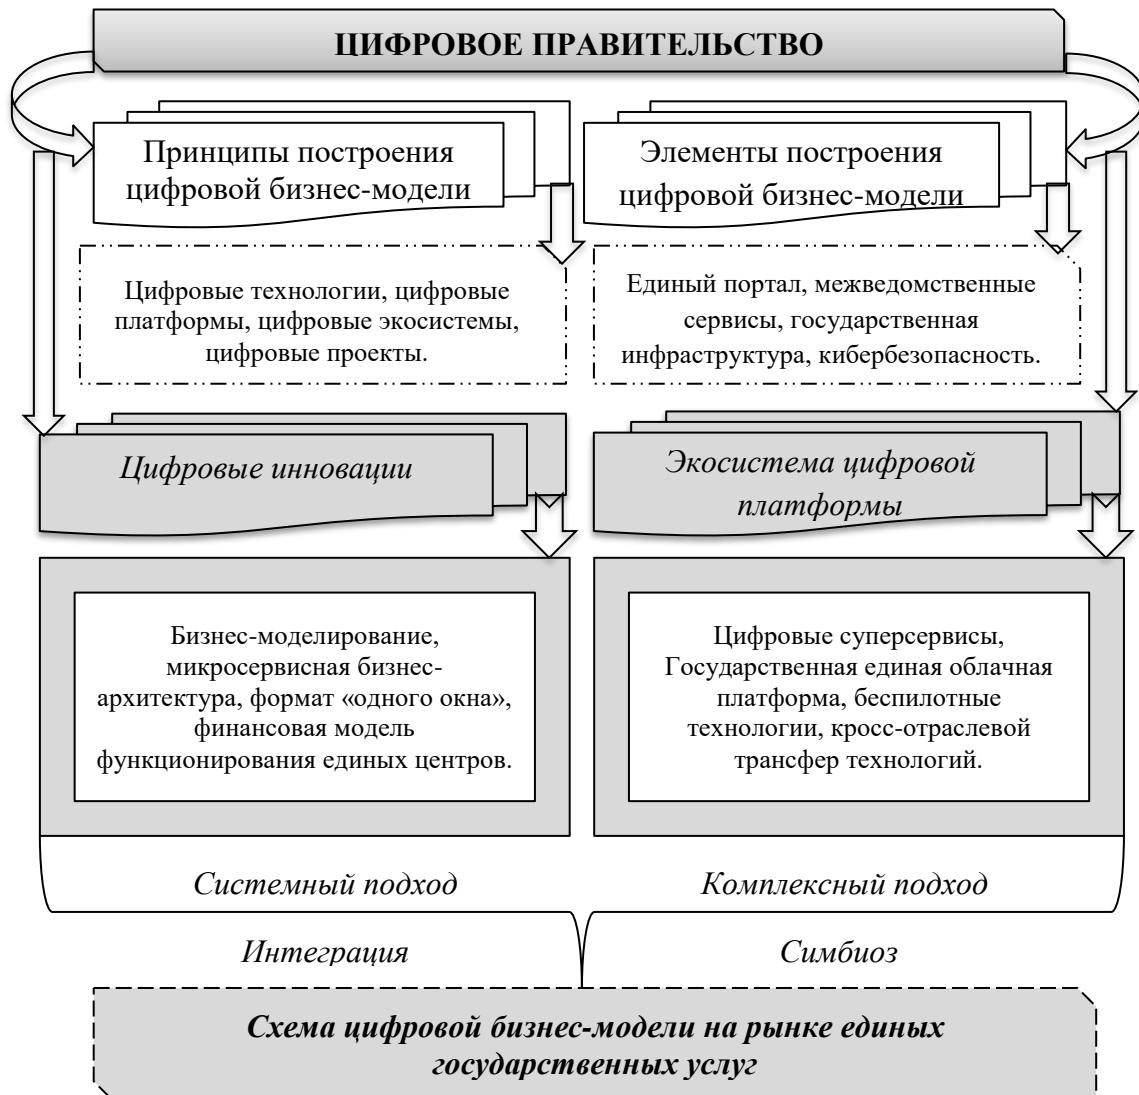 ЦИФРОВОЕ ПРАВИТЕЛЬСТВО
Принципы построения
цифровой бизнес-модели
Элементы построения
цифровой бизнес-модели
Цифровые технологии, цифровые
платформы, цифровые экосистемы,
цифровые проекты.
Единый портал, межведомственные
сервисы, государственная
инфраструктура, кибербезопасность.
Цифровые инновации
Экосистема цифровой
платформы
Бизнес-моделирование,
микросервисная бизнес-
архитектура, формат «одного окна»,
финансовая модель
функционирования единых центров.
Цифровые суперсервисы,
Государственная единая облачная
платформа, беспилотные
технологии, кросс-отраслевой
трансфер технологий.
Системный подход
Комплексный подход
Интеграция
Симбиоз
Схема цифровой бизнес-модели на рынке единых
государственных услуг